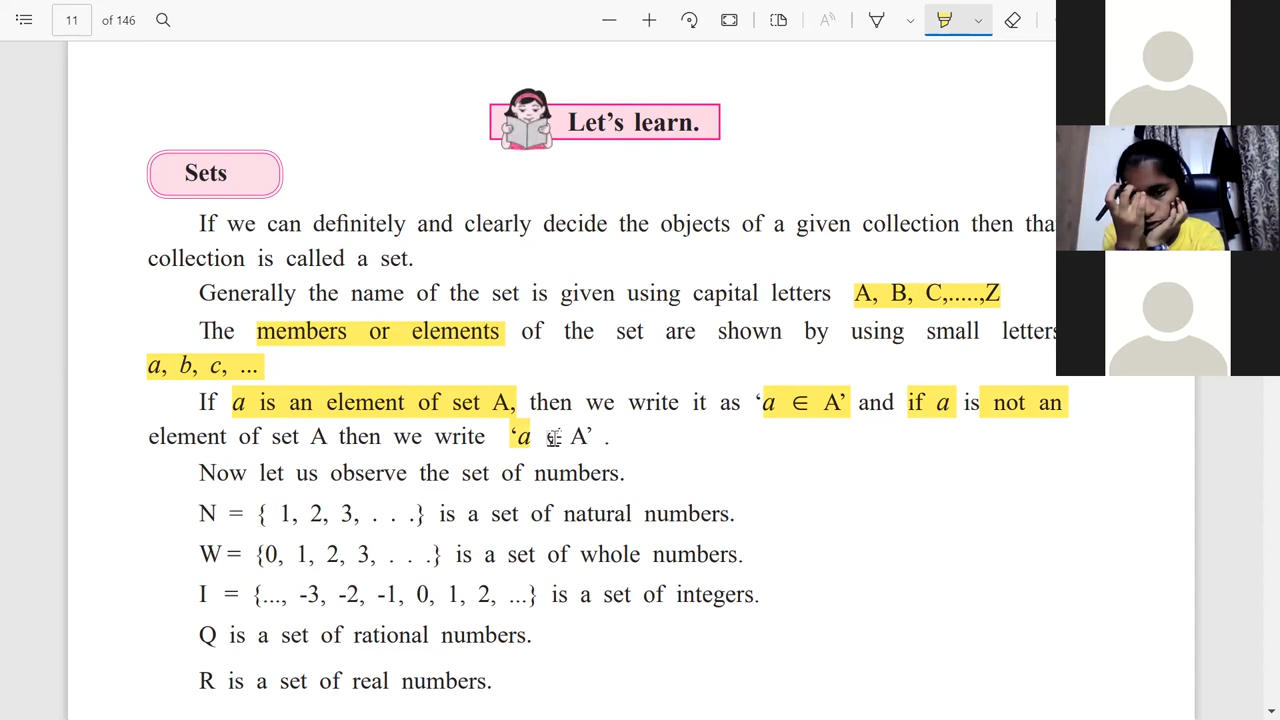 11 of 146
Let's learn.
Sets
If we can definitely and clearly decide the objects of a given collection then tha
collection is called a set.
Generally the name of the set is given using capital letters A, B, C,.....,Z
The members or elements of the set are shown by using small letters
a, b, c, ...
If a is an element of set A, then we write it as ‘a ∈ A’ and if a is not an
element of set A then we write ‘a ∉ A’ .
Now let us observe the set of numbers.
N = { 1, 2, 3, . . .} is a set of natural numbers.
W= {0, 1, 2, 3, . . .} is a set of whole numbers.
I = {..., -3, -2, -1, 0, 1, 2, ...} is a set of integers.
Q is a set of rational numbers.
R is a set of real numbers.